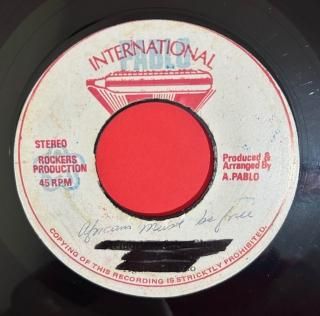 PABLO
INTERNATIONAL
STEREO
ROCKERS
PRODUCTION
45 RPM
Produced &
Arranged By
A. PABLO
Africans must be free
COPYING OF THIS RECORDING IS STRICKTLY PROHIBITED.